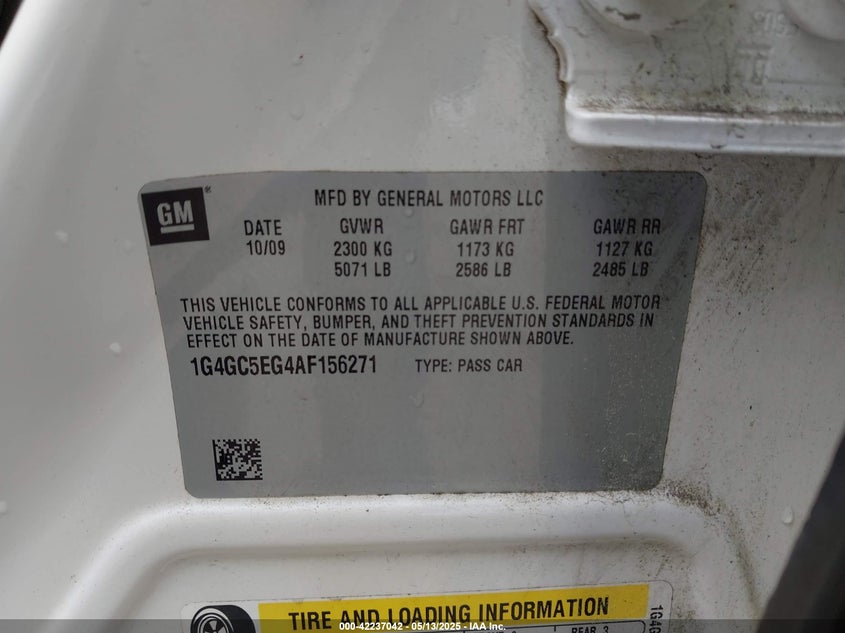 GM
MFD BY GENERAL MOTORS LLC
DATE GVWR GAWR FRT GAWR RR
10/09 2300 KG 1173 KG 1127 KG
5071 LB 2586 LB 2485 LB
THIS VEHICLE CONFORMS TO ALL APPLICABLE U.S. FEDERAL MOTOR
VEHICLE SAFETY, BUMPER, AND THEFT PREVENTION STANDARDS IN
EFFECT ON THE DATE OF MANUFACTURE SHOWN ABOVE.
1G4GC5EG4AF156271 TYPE: PASS CAR
TIRE AND LOADING INFORMATION
REAR 3
1G4G
000-42237042 - 05/13/2025 - IAA Inc.